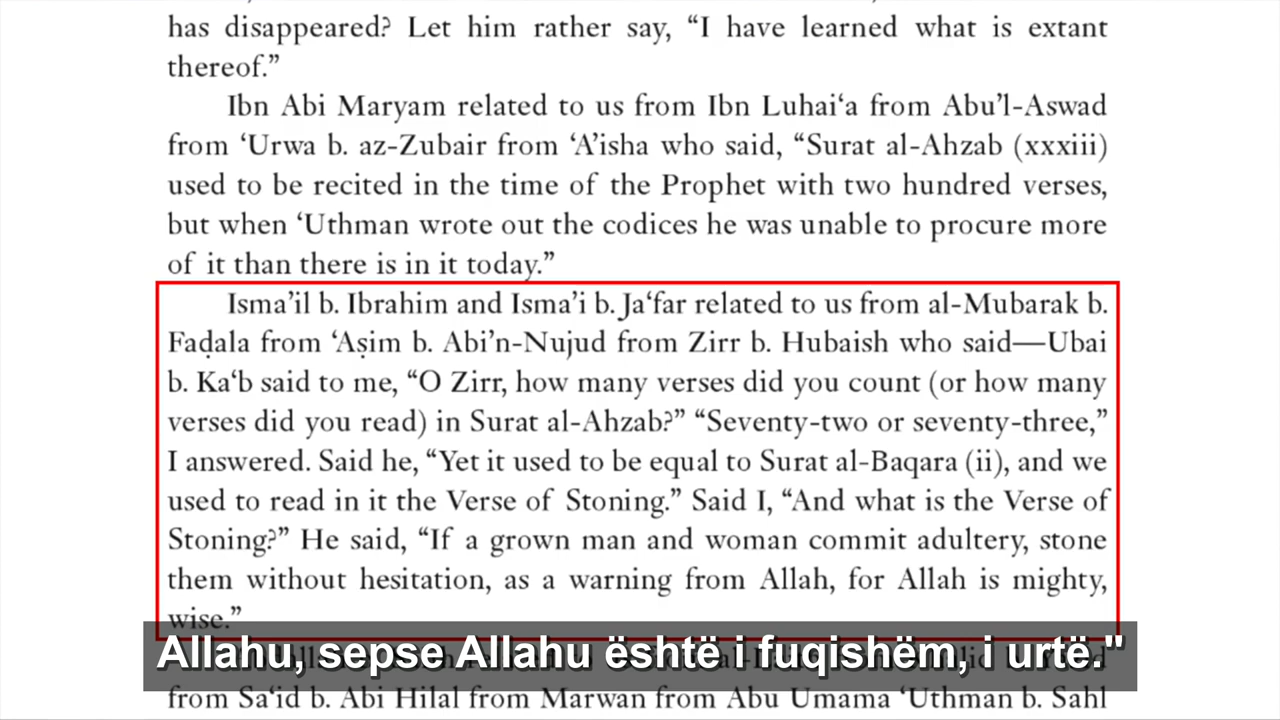 has disappeared? Let him rather say, “I have learned what is extant
thereof.”
Ibn Abi Maryam related to us from Ibn Luhai‘a from Abu’l-Aswad
from ‘Urwa b. az-Zubair from ‘A’isha who said, “Surat al-Ahzab (xxxiii)
used to be recited in the time of the Prophet with two hundred verses,
but when ‘Uthman wrote out the codices he was unable to procure more
of it than there is in it today.”
Isma’il b. Ibrahim and Isma’i b. Ja‘far related to us from al-Mubarak b.
Faḍala from ‘Aṣim b. Abi’n-Nujud from Zirr b. Hubaish who said—Ubai
b. Ka‘b said to me, “O Zirr, how many verses did you count (or how many
verses did you read) in Surat al-Ahzab?” “Seventy-two or seventy-three,”
I answered. Said he, “Yet it used to be equal to Surat al-Baqara (ii), and we
used to read in it the Verse of Stoning.” Said I, “And what is the Verse of
Stoning?” He said, “If a grown man and woman commit adultery, stone
them without hesitation, as a warning from Allah, for Allah is mighty,
wise.”
Allahu, sepse Allahu është i fuqishëm, i urtë."
from Sa‘id b. Abi Hilal from Marwan from Abu Umama ‘Uthman b. Sahl